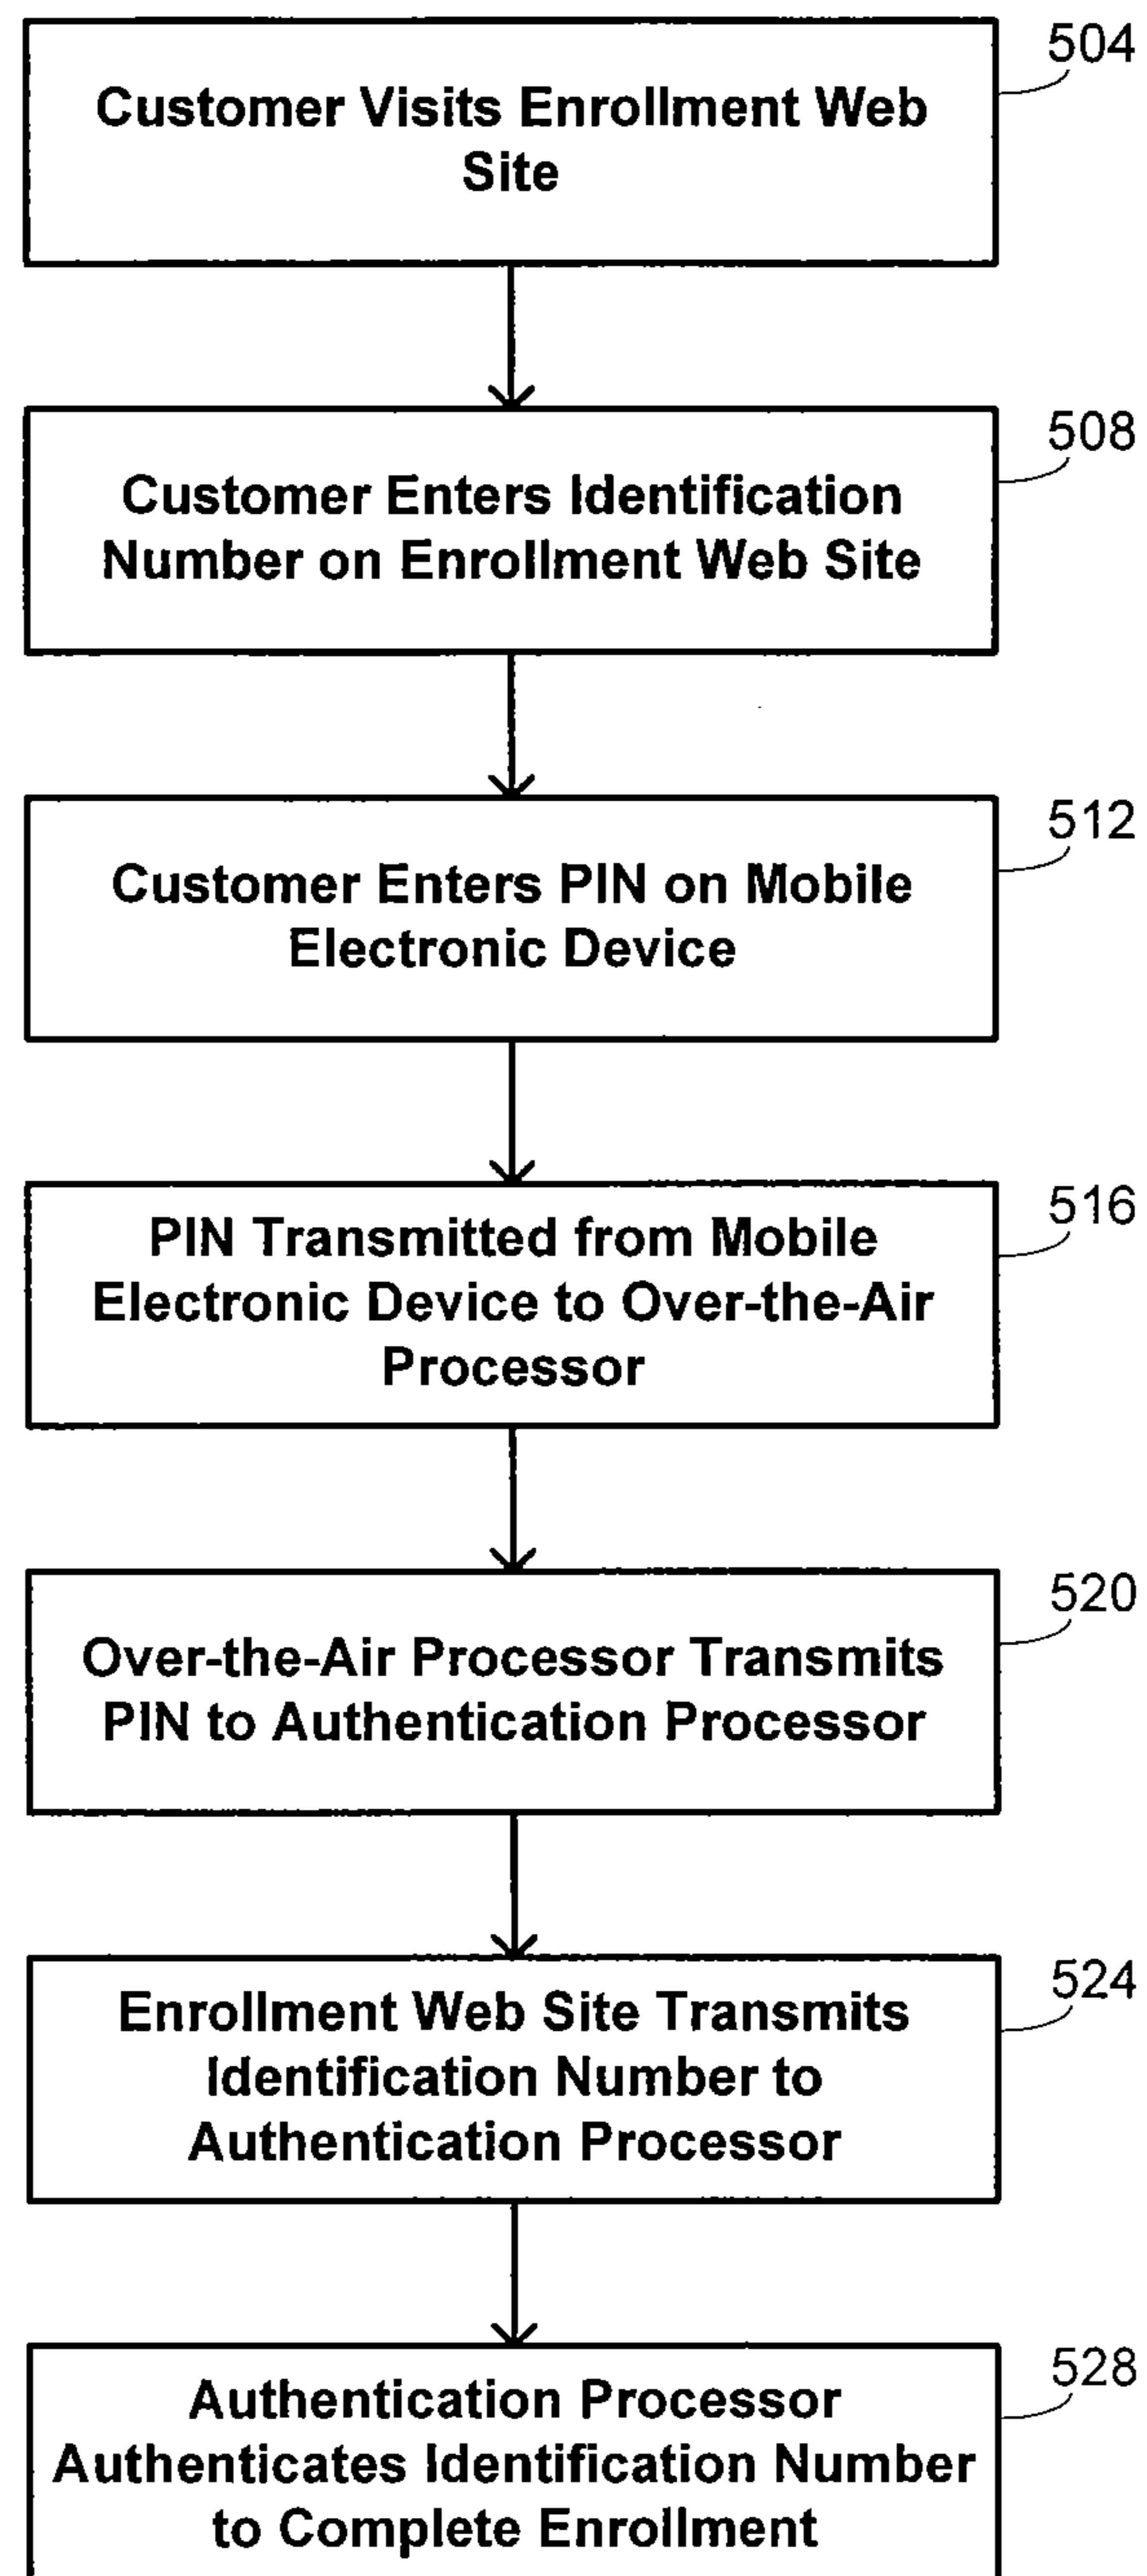 504
Customer Visits Enrollment Web
Site
508
Customer Enters Identification
Number on Enrollment Web Site
512
Customer Enters PIN on Mobile
Electronic Device
516
PIN Transmitted from Mobile
Electronic Device to Over-the-Air
Processor
520
Over-the-Air Processor Transmits
PIN to Authentication Processor
524
Enrollment Web Site Transmits
Identification Number to
Authentication Processor
528
Authentication Processor
Authenticates Identification Number
to Complete Enrollment